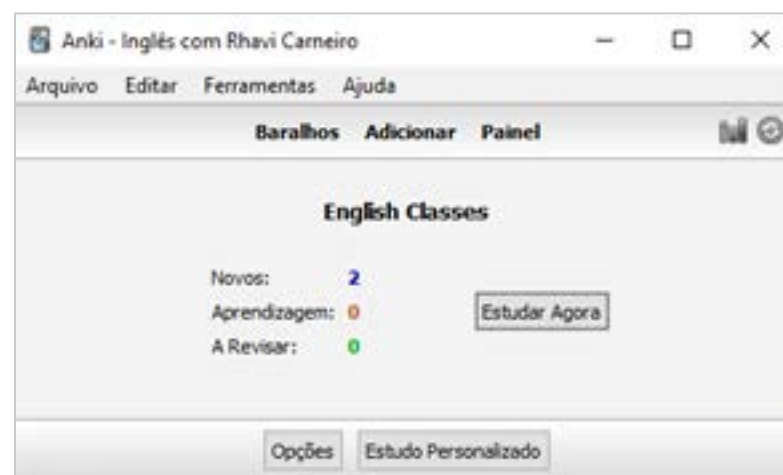 Anki - Inglês com Rhavi Carneiro
Arquivo Editar Ferramentas Ajuda
Baralhos Adicionar Painel
English Classes
Novos: 2
Aprendizagem: 0
Estudar Agora
A Revisar: 0
Opções Estudo Personalizado